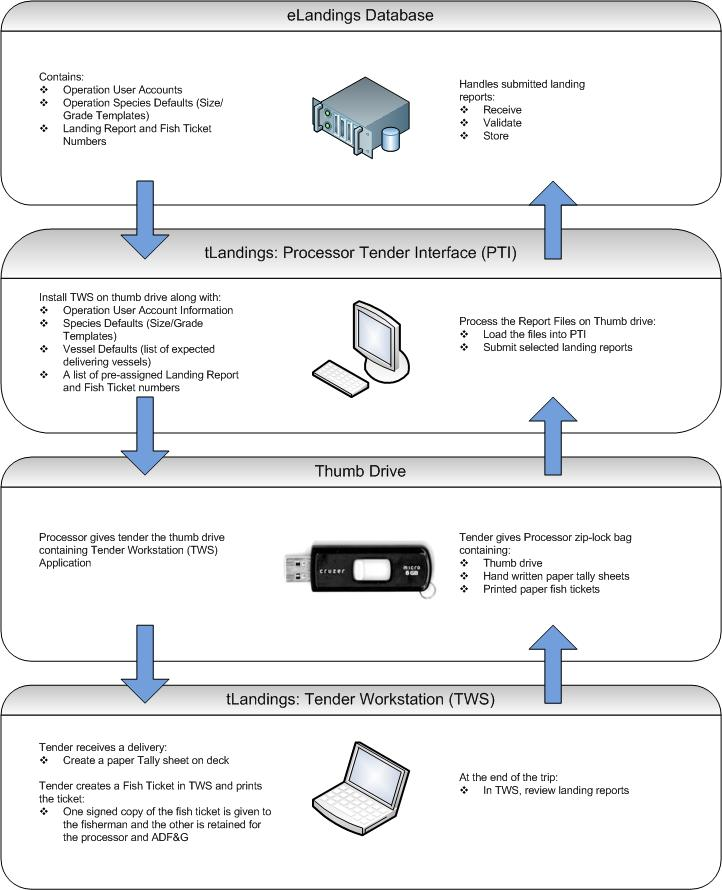 eLandings Database
Contains:
❖ Operation User Accounts
❖ Operation Species Defaults (Size/
Grade Templates)
❖ Landing Report and Fish Ticket
Numbers
Handles submitted landing
reports:
❖ Receive
❖ Validate
❖ Store
tLandings: Processor Tender Interface (PTI)
Install TWS on thumb drive along with:
❖ Operation User Account Information
❖ Species Defaults (Size/Grade
Templates)
❖ Vessel Defaults (list of expected
delivering vessels)
❖ A list of pre-assigned Landing Report
and Fish Ticket numbers
Process the Report Files on Thumb drive:
❖ Load the files into PTI
❖ Submit selected landing reports
Thumb Drive
Processor gives tender the thumb drive
containing Tender Workstation (TWS)
Application
cruzer
micro
8 GB
Tender gives Processor zip-lock bag
containing:
❖ Thumb drive
❖ Hand written paper tally sheets
❖ Printed paper fish tickets
tLandings: Tender Workstation (TWS)
Tender receives a delivery:
❖ Create a paper Tally sheet on deck
Tender creates a Fish Ticket in TWS and prints
the ticket:
❖ One signed copy of the fish ticket is given to
the fisherman and the other is retained for
the processor and ADF&G
At the end of the trip:
❖ In TWS, review landing reports